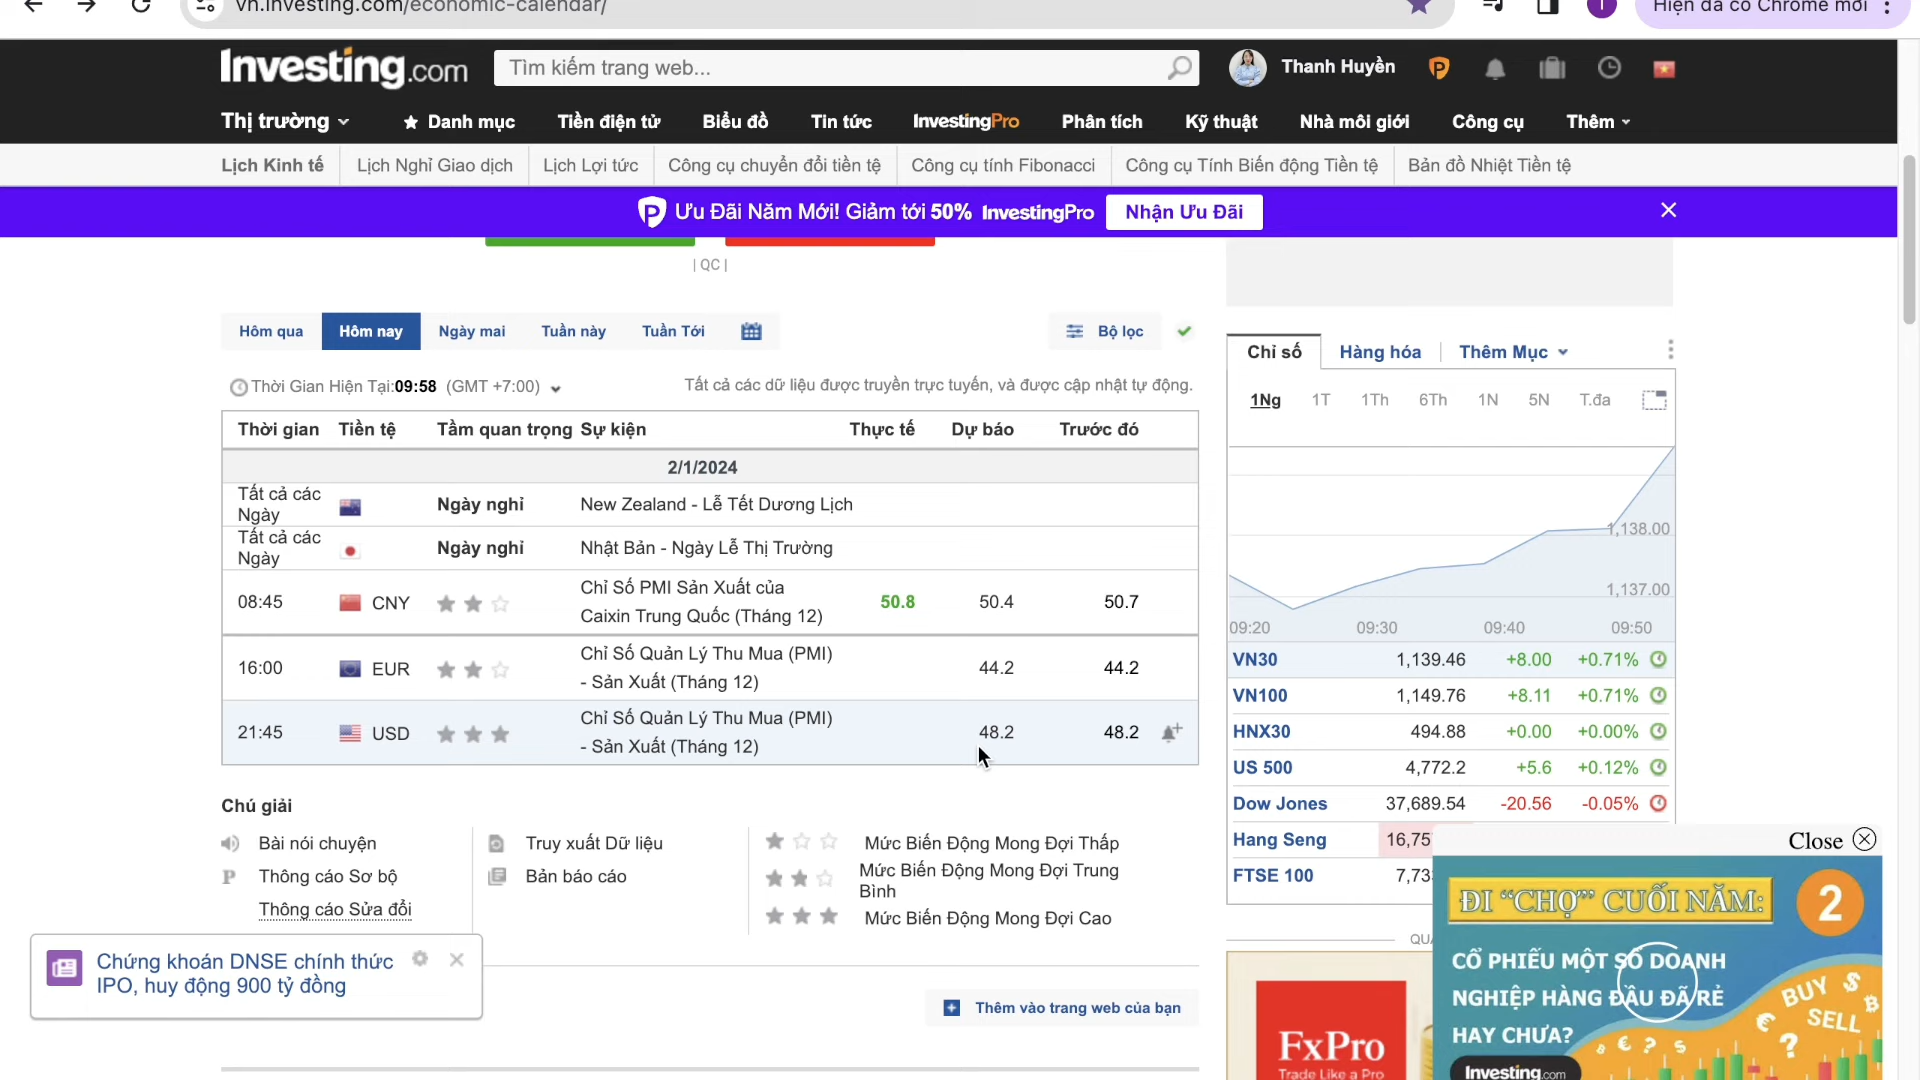 vn.investing.com/economic-calendar/
Hiện đã có Chrome mới
Investing.com
Tìm kiếm trang web...
Thanh Huyền
Thị trường
Danh mục
Tiền điện tử
Biểu đồ
Tin tức
InvestingPro
Phân tích
Kỹ thuật
Nhà môi giới
Công cụ
Thêm
Lịch Kinh tế
Lịch Nghỉ Giao dịch
Lịch Lợi tức
Công cụ chuyển đổi tiền tệ
Công cụ tính Fibonacci
Công cụ Tính Biến động Tiền tệ
Bản đồ Nhiệt Tiền tệ
Ưu Đãi Năm Mới! Giảm tới 50% InvestingPro
Nhận Ưu Đãi
| QC |
Hôm qua
Hôm nay
Ngày mai
Tuần này
Tuần Tới
Bộ lọc
Thời Gian Hiện Tại:09:58 (GMT +7:00)
Tất cả các dữ liệu được truyền trực tuyến, và được cập nhật tự động.
Thời gian Tiền tệ Tầm quan trọng Sự kiện Thực tế Dự báo Trước đó
2/1/2024
Tất cả các
Ngày
Ngày nghỉ New Zealand - Lễ Tết Dương Lịch
Tất cả các
Ngày
Ngày nghỉ Nhật Bản - Ngày Lễ Thị Trường
08:45 CNY
Chỉ Số PMI Sản Xuất của
Caixin Trung Quốc (Tháng 12)
50.8 50.4 50.7
16:00 EUR
Chỉ Số Quản Lý Thu Mua (PMI)
- Sản Xuất (Tháng 12)
44.2 44.2
21:45 USD
Chỉ Số Quản Lý Thu Mua (PMI)
- Sản Xuất (Tháng 12)
48.2 48.2
Chú giải
Bài nói chuyện
Thông cáo Sơ bộ
Thông cáo Sửa đổi
Truy xuất Dữ liệu
Bản báo cáo
Mức Biến Động Mong Đợi Thấp
Mức Biến Động Mong Đợi Trung
Bình
Mức Biến Động Mong Đợi Cao
Chứng khoán DNSE chính thức
IPO, huy động 900 tỷ đồng
Thêm vào trang web của bạn
Chỉ số
Hàng hóa
Thêm Mục
1Ng 1T 1Th 6Th 1N 5N T.đa
1,138.00
1,137.00
09:20 09:30 09:40 09:50
VN30 1,139.46 +8.00 +0.71%
VN100 1,149.76 +8.11 +0.71%
HNX30 494.88 +0.00 +0.00%
US 500 4,772.2 +5.6 +0.12%
Dow Jones 37,689.54 -20.56 -0.05%
Hang Seng 16,75
FTSE 100 7,73
Close
ĐI “CHỢ” CUỐI NĂM:
2
CỔ PHIẾU MỘT SỐ DOANH
NGHIỆP HÀNG ĐẦU ĐÃ RẺ
HAY CHƯA?
BUY
SELL
Investing.com
FxPro
Trade Like a Pro